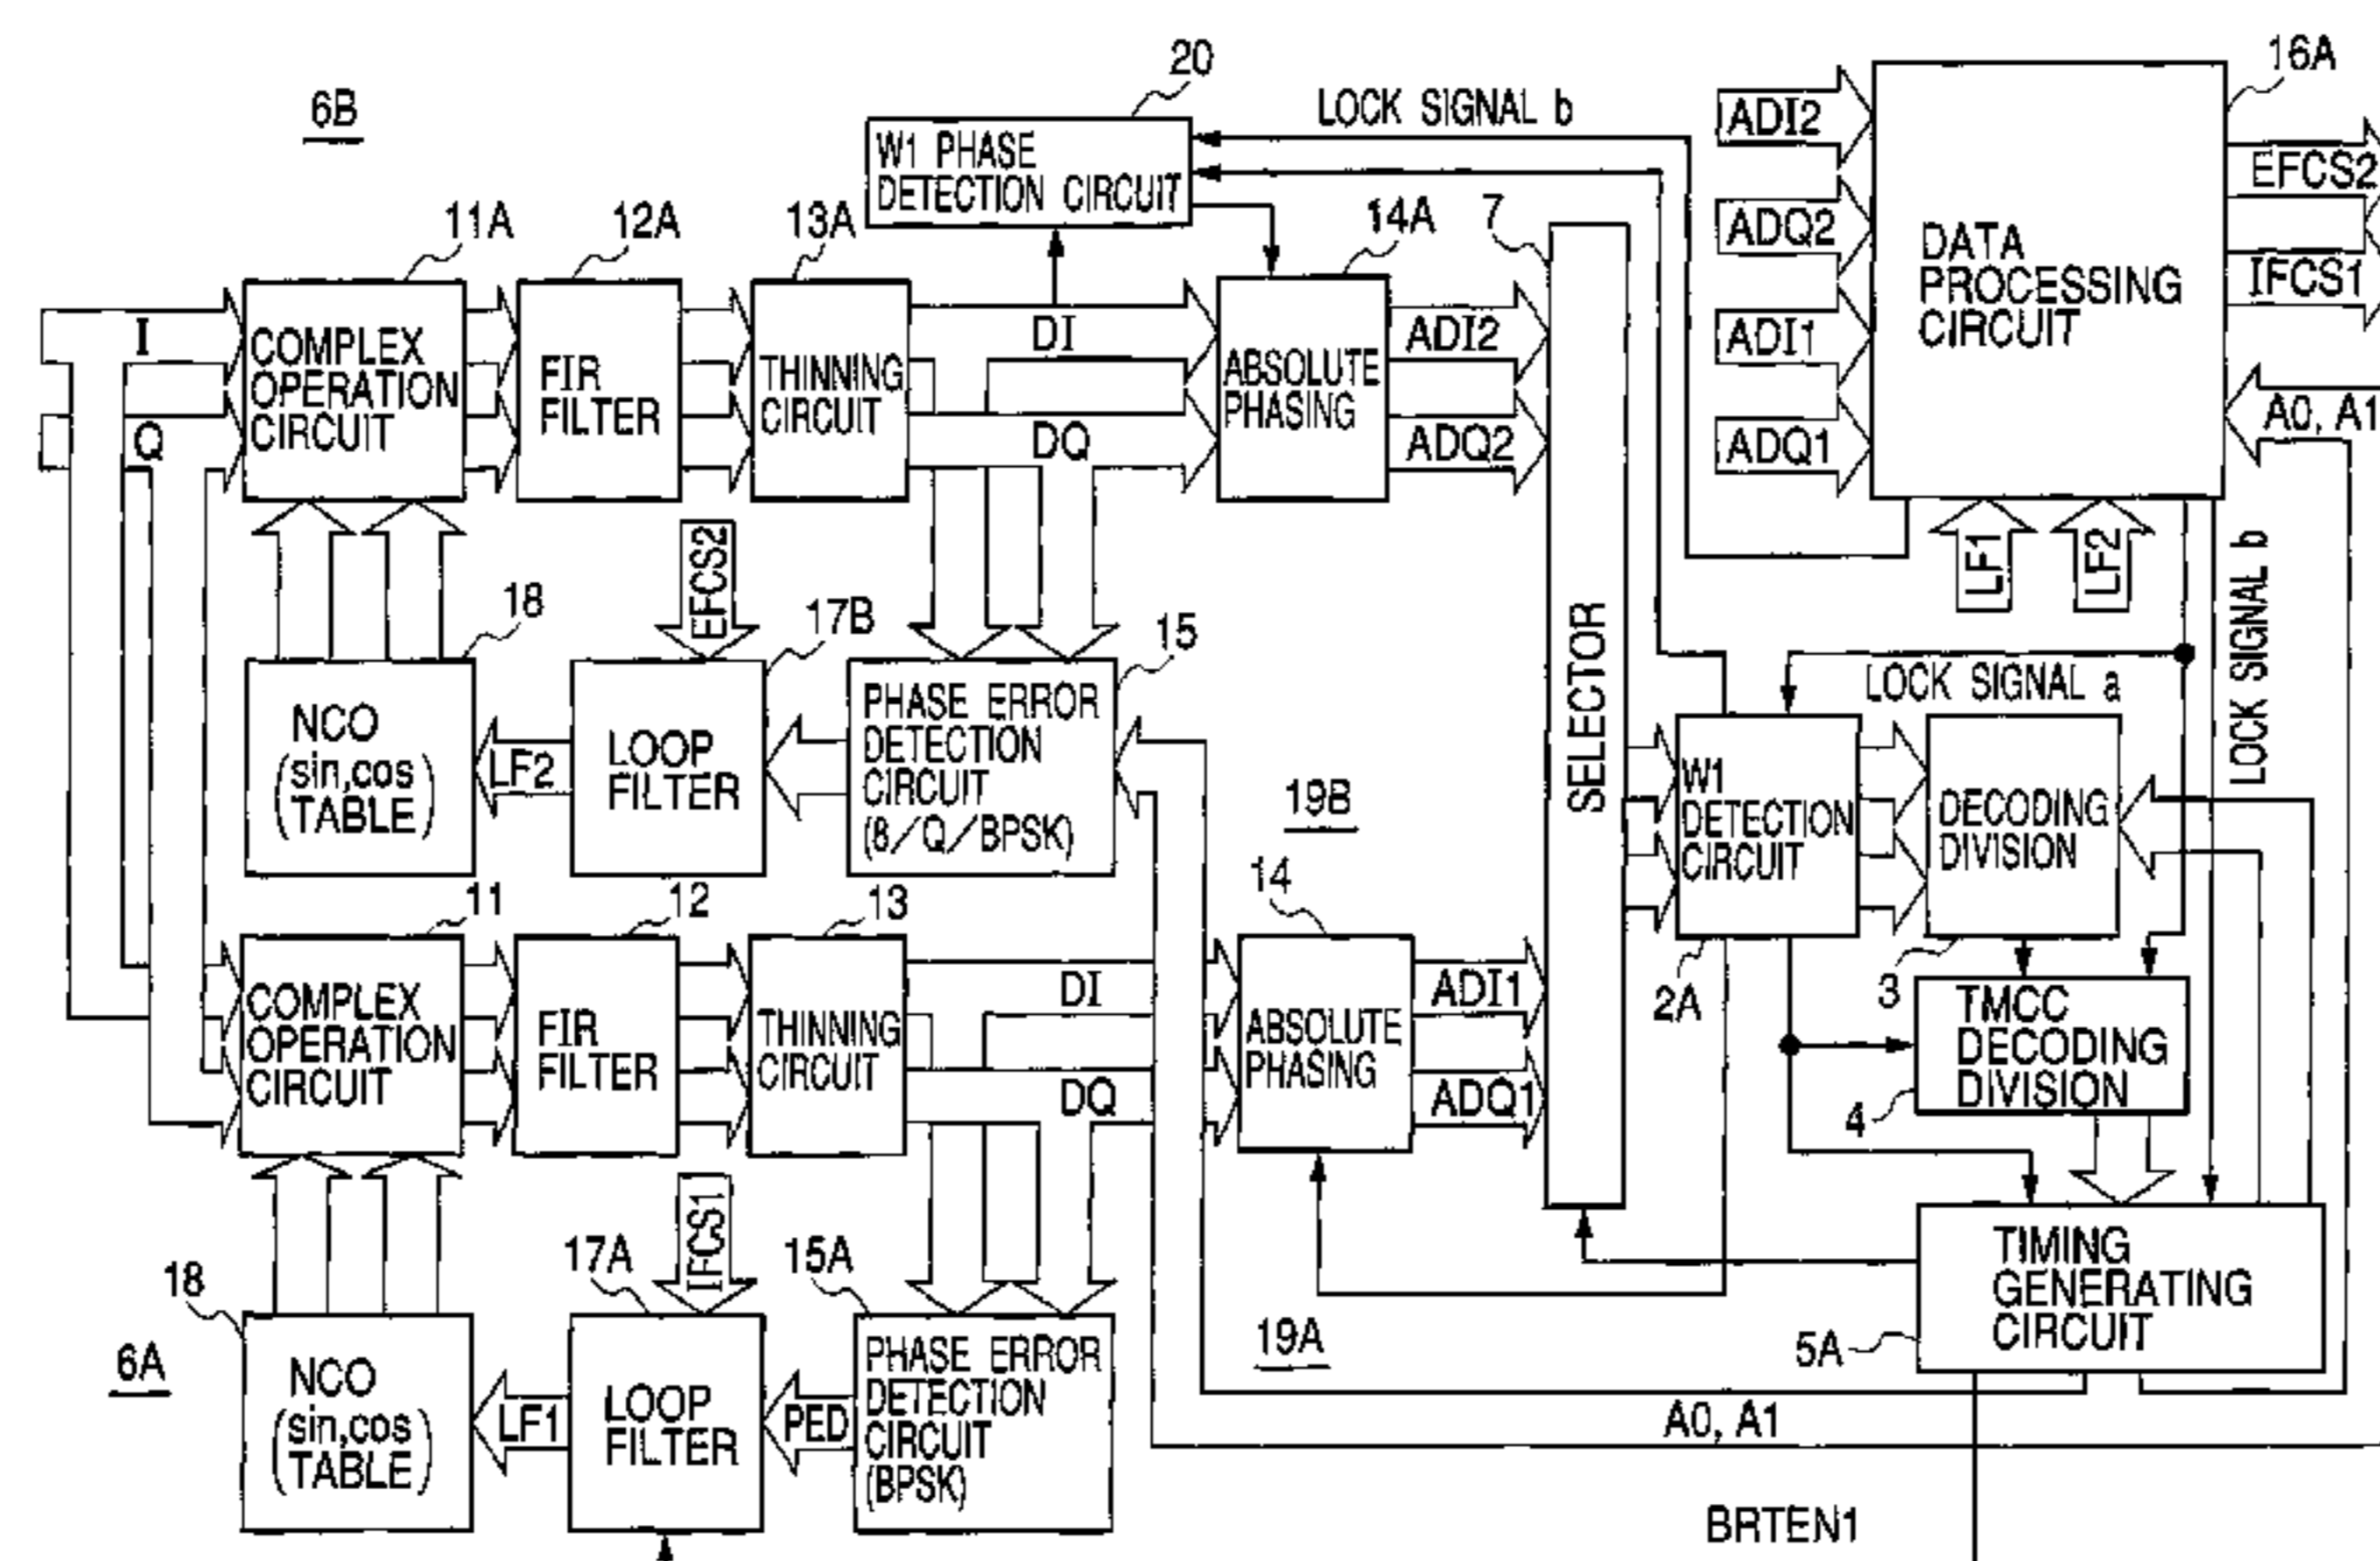 6B
20
W1 PHASE
DETECTION CIRCUIT
LOCK SIGNAL b
16A
ADI2
ADQ2
ADI1
ADQ1
DATA
PROCESSING
CIRCUIT
EFCS2
IFCS1
A0, A1
LF1
LF2
11A
12A
13A
14A
7
I
Q
COMPLEX
OPERATION
CIRCUIT
FIR
FILTER
THINNING
CIRCUIT
DI
DQ
ABSOLUTE
PHASING
ADI2
ADQ2
SELECTOR
EFCS2
18
17B
15
NCO
(sin,cos
TABLE)
LF2
LOOP
FILTER
PHASE ERROR
DETECTION
CIRCUIT
(8/Q/BPSK)
19B
LOCK SIGNAL a
LOCK SIGNAL b
W1
DETECTION
CIRCUIT
DECODING
DIVISION
2A
3
TMCC
DECODING
DIVISION
4
11
12
13
14
COMPLEX
OPERATION
CIRCUIT
FIR
FILTER
THINNING
CIRCUIT
DI
DQ
ABSOLUTE
PHASING
ADI1
ADQ1
IFCS1
TIMING
GENERATING
CIRCUIT
5A
18
17A
15A
19A
6A
NCO
(sin,cos
TABLE)
LF1
LOOP
FILTER
PED
PHASE ERROR
DETECTION
CIRCUIT
(BPSK)
A0, A1
BRTEN1